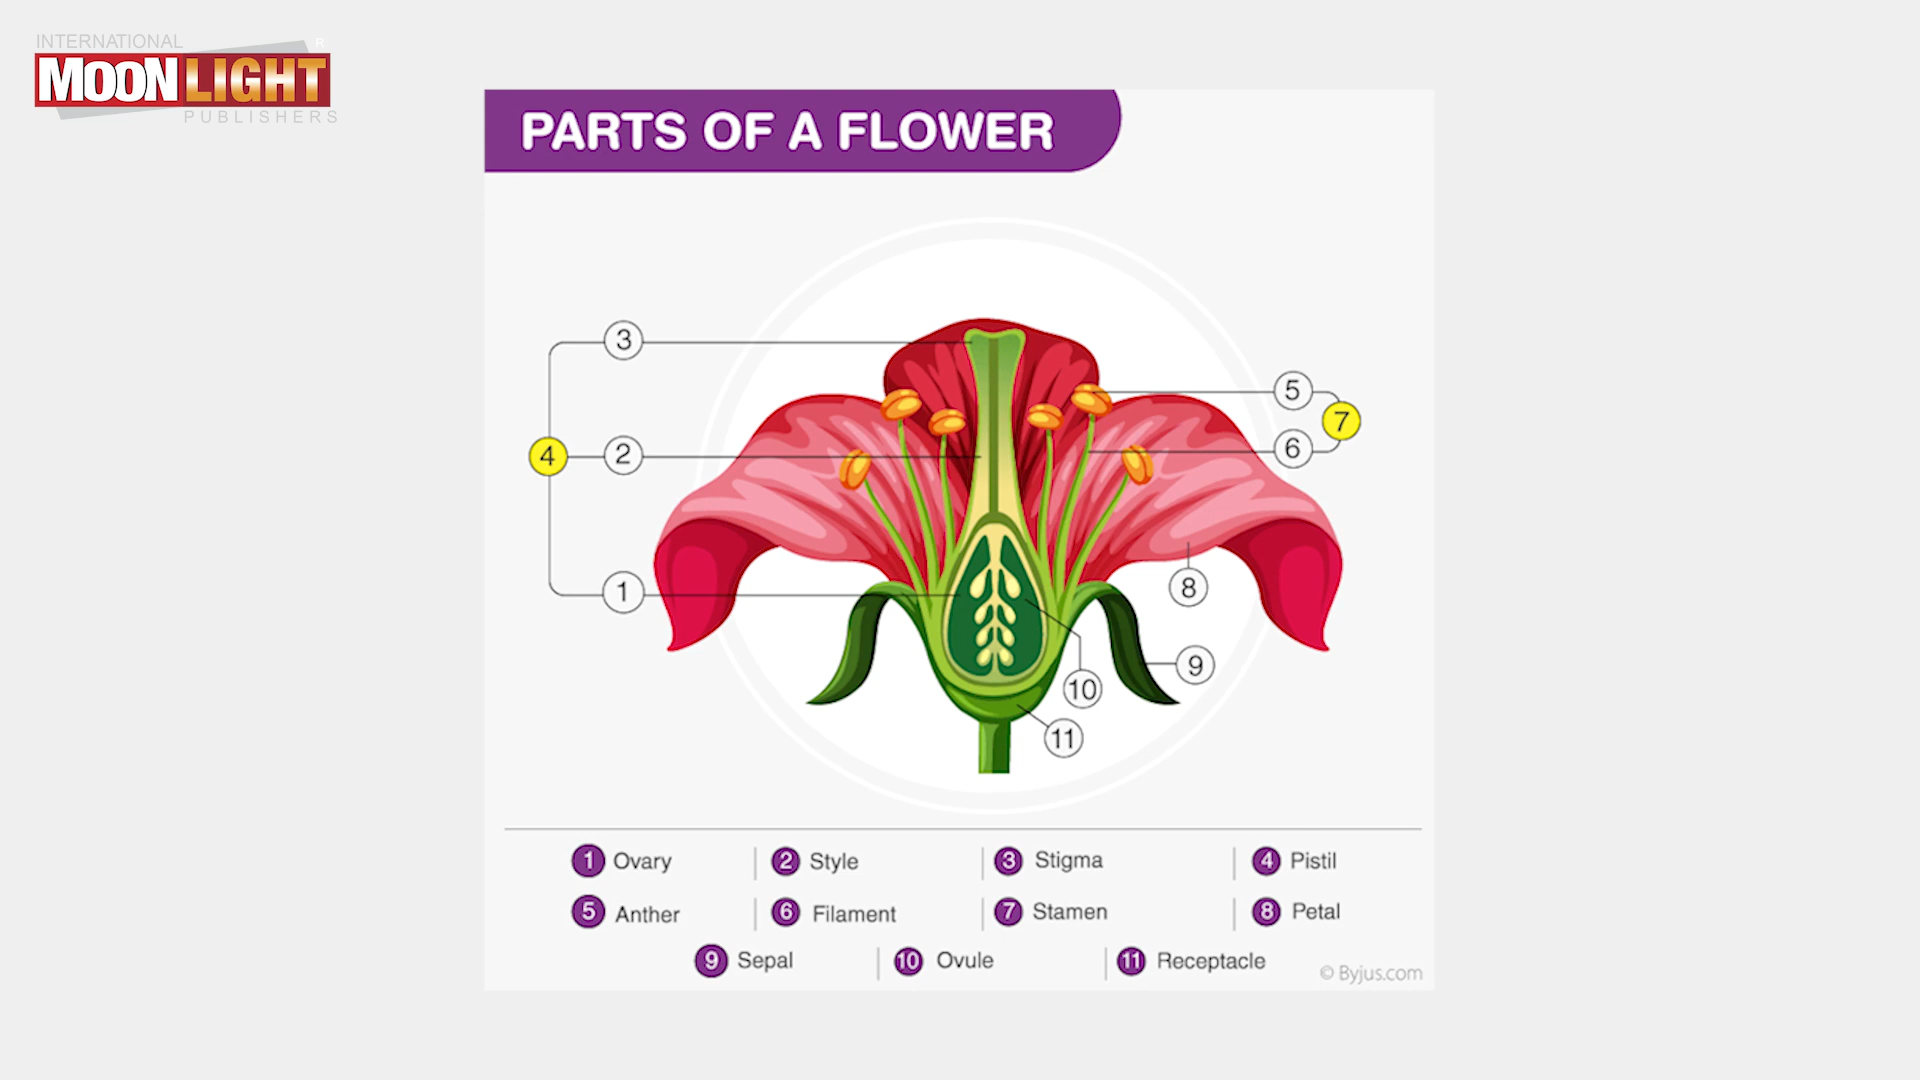 INTERNATIONAL
R
MOON LIGHT
PUBLISHERS
PARTS OF A FLOWER
3
5
7
4
2
6
1
8
9
10
11
1 Ovary
2 Style
3 Stigma
4 Pistil
5 Anther
6 Filament
7 Stamen
8 Petal
9 Sepal
10 Ovule
11 Receptacle
© Byjus.com